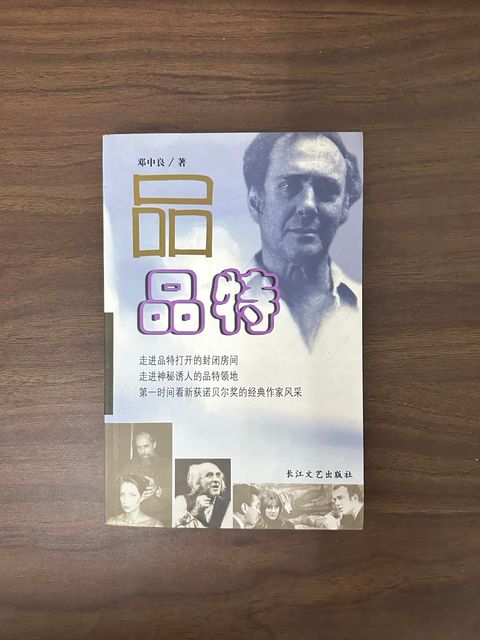 邓中良／著
品
品特
走进品特打开的封闭房间
走进神秘诱人的品特领地
第一时间看新获诺贝尔奖的经典作家风采
长江文艺出版社